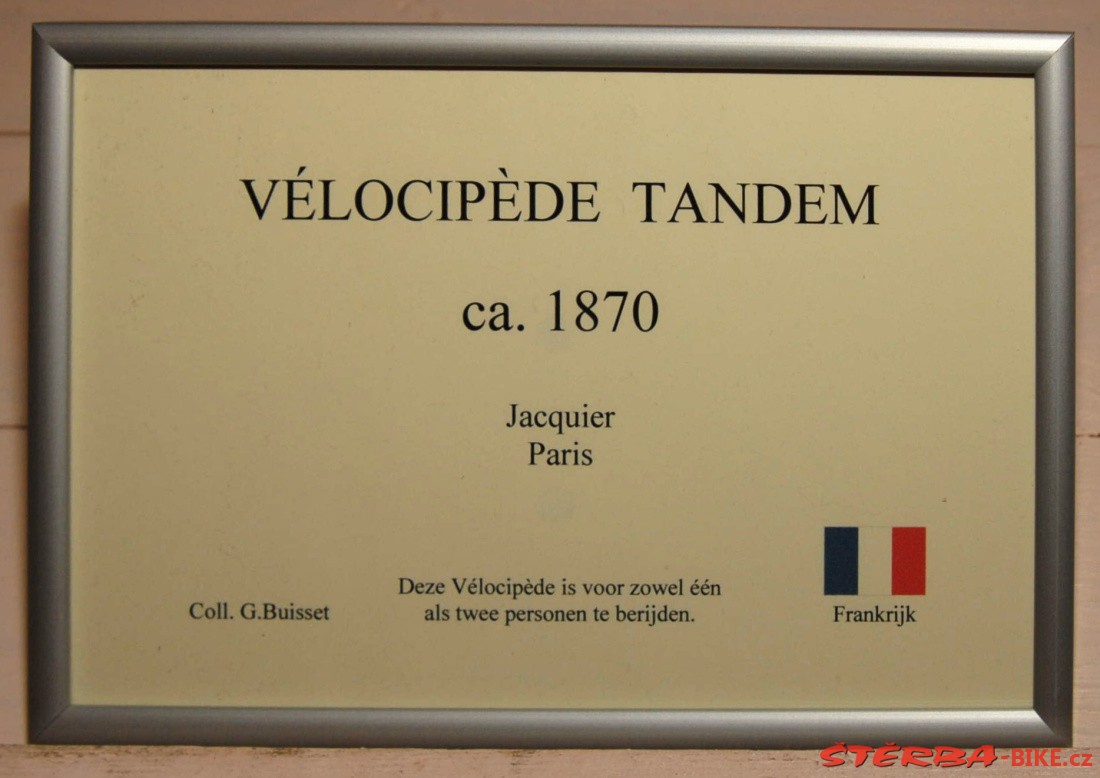 VÉLOCIPÈDE TANDEM
ca. 1870
Jacquier
Paris
Coll. G.Buisset
Deze Vélocipède is voor zowel één
als twee personen te berijden.
Frankrijk
ŠTĚRBA-BIKE.cz